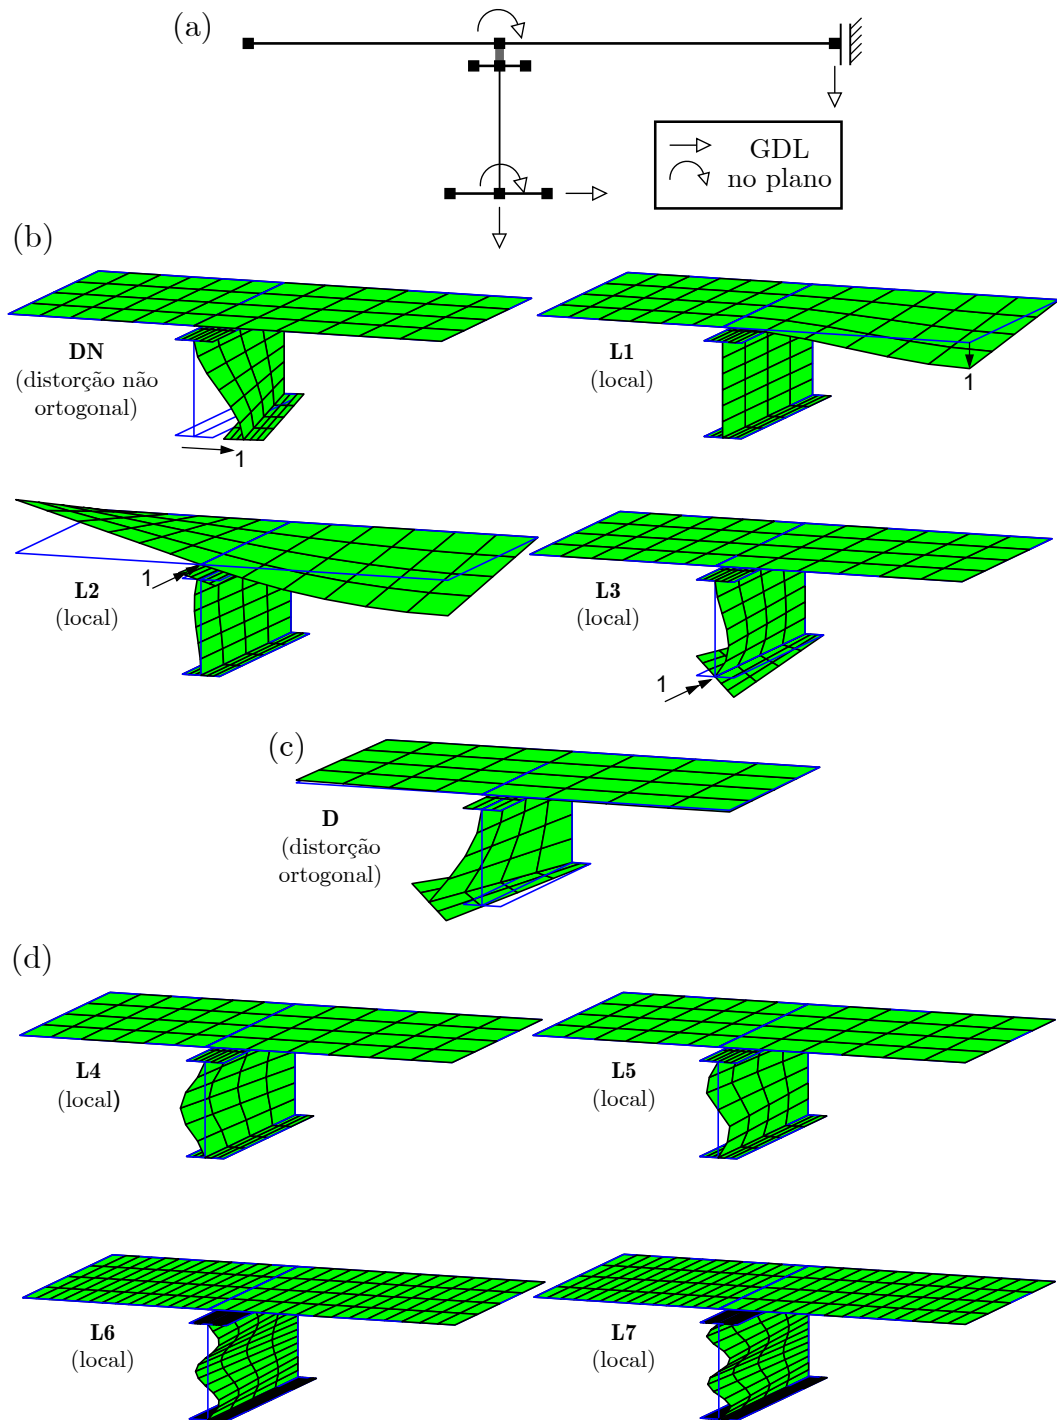 (a)
GDL
no plano
(b)
DN
(distorção não
ortogonal)
1
L1
(local)
1
L2
(local)
1
L3
(local)
1
(c)
D
(distorção
ortogonal)
(d)
L4
(local)
L5
(local)
L6
(local)
L7
(local)